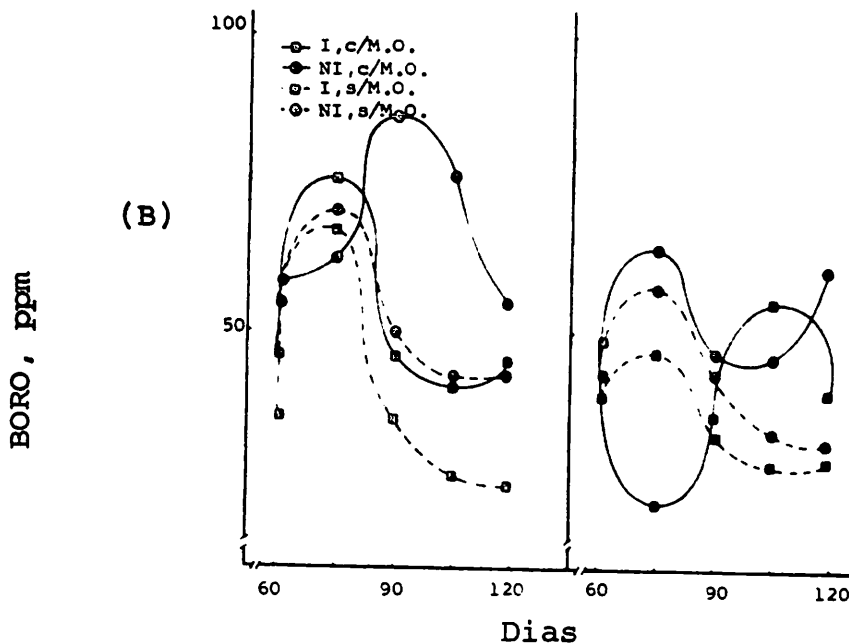 100
I,c/M.O.
NI,c/M.O.
I,s/M.O.
NI,s/M.O.
(B)
50
BORO, ppm
60 90 120 60 90 120
Dias